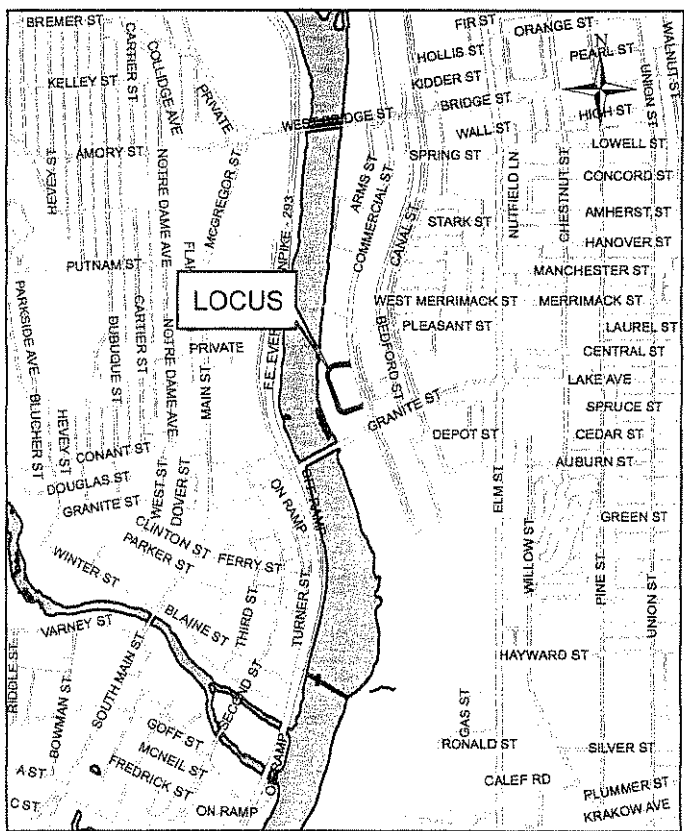 BREMER ST
CARTIER ST
COLLIDGE AVE
PRIVATE
KELLEY ST
AMORY ST
HEVEY ST
NOTRE DAME AVE
MCGREGOR ST
PUTNAM ST
PARKSIDE AVE
BLUCHER ST
DUBUQUE ST
CARTIER ST
NOTRE DAME AVE
PRIVATE
MAIN ST
HEVEY ST
CONANT ST
DOUGLAS ST
GRANITE ST
WEST ST
DOVER ST
CLINTON ST
PARKER ST
FERRY ST
WINTER ST
VARNEY ST
BLAINE ST
THIRD ST
TURNER ST
SECOND ST
RIDDLE ST
BOWMAN ST
SOUTH MAIN ST
GOFF ST
MCNEIL ST
FREDRICK ST
A ST
C ST
ON RAMP
ON RAMP
LOCUS
WEST BRIDGE ST
FIR ST
ORANGE ST
WALNUT ST
HOLLIS ST
PEARL ST
N
KIDDER ST
UNION ST
BRIDGE ST
HIGH ST
WALL ST
LOWELL ST
SPRING ST
CONCORD ST
ARMS ST
COMMERCIAL ST
CANAL ST
NUTFIELD LN
CHESTNUT ST
STARK ST
AMHERST ST
HANOVER ST
MANCHESTER ST
WEST MERRIMACK ST
MERRIMACK ST
PLEASANT ST
BEDFORD ST
LAUREL ST
CENTRAL ST
LAKE AVE
GRANITE ST
SPRUCE ST
DEPOT ST
CEDAR ST
AUBURN ST
ELM ST
GREEN ST
WILLOW ST
PINE ST
UNION ST
HAYWARD ST
GAS ST
RONALD ST
SILVER ST
CALEF RD
PLUMMER ST
KRAKOW AVE